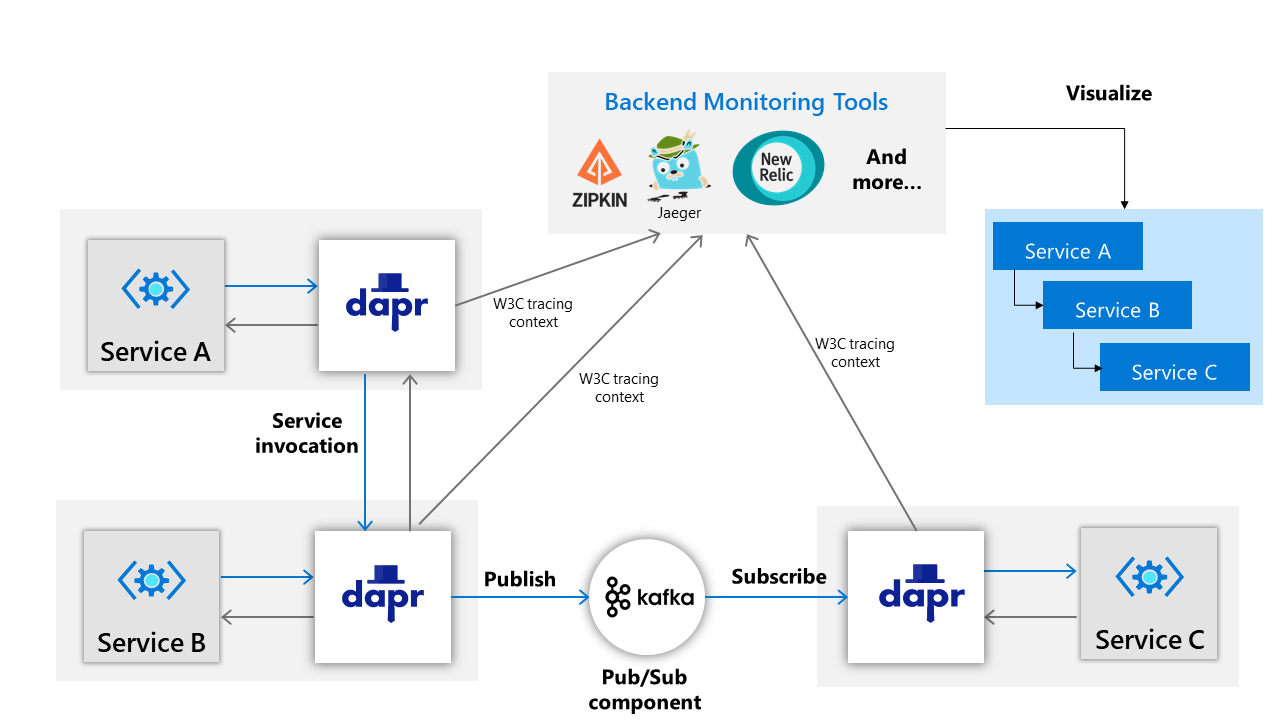 Backend Monitoring Tools
Visualize
ZIPKIN
Jaeger
New
Relic
And
more...
Service A
dapr
W3C tracing
context
Service A
Service B
Service C
W3C tracing
context
W3C tracing
context
Service
invocation
Service B
dapr
Publish
kafka
Subscribe
dapr
Service C
Pub/Sub
component